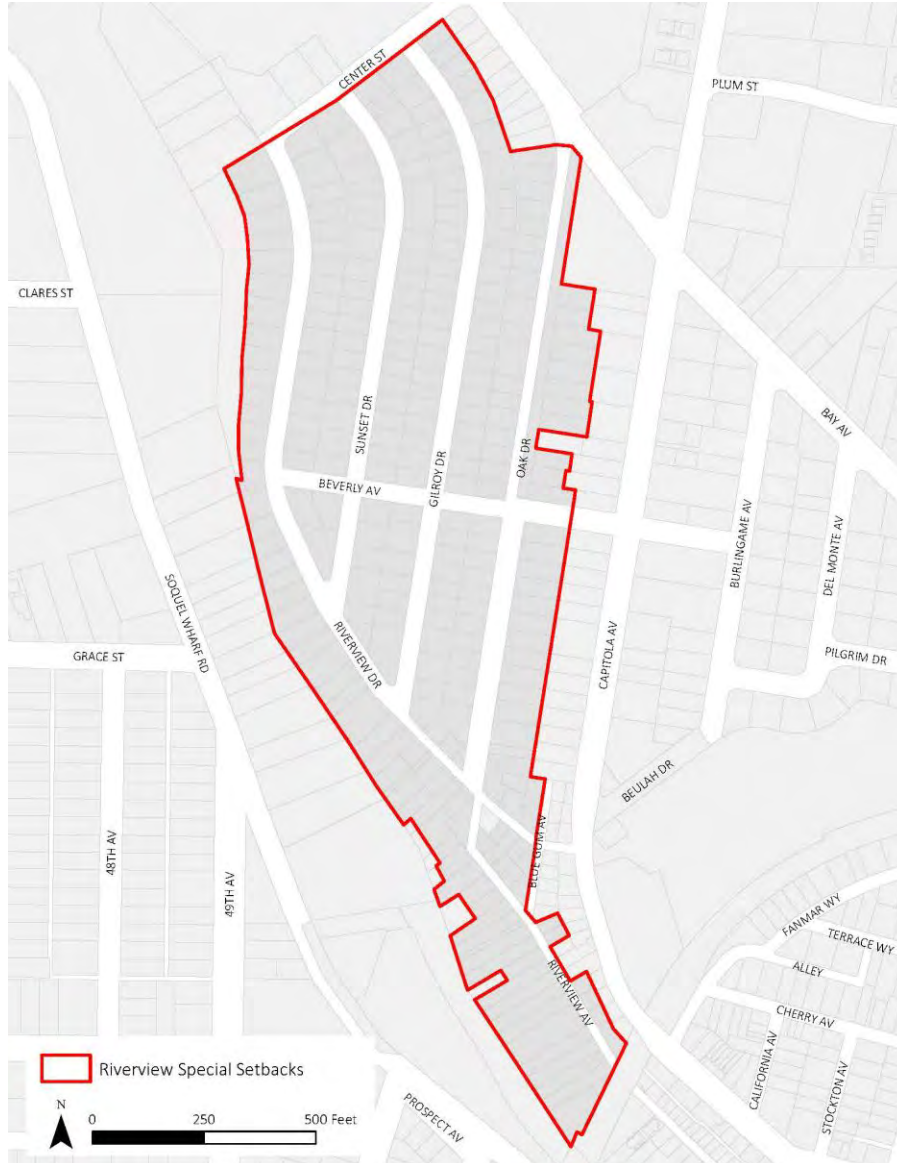 CENTER ST
PLUM ST
CLARES ST
SUNSET DR
GILROY DR
OAK DR
BAY AV
BEVERLY AV
BURLINGAME AV
DEL MONTE AV
SOQUEL WHARF RD
RIVERVIEW DR
CAPITOLA AV
PILGRIM DR
GRACE ST
BEULAH DR
48TH AV
49TH AV
BLUE GUM AV
FANMAR WY
TERRACE WY
ALLEY
RIVERVIEW AV
CHERRY AV
CALIFORNIA AV
STOCKTON AV
PROSPECT AV
Riverview Special Setbacks
N
0 250 500 Feet